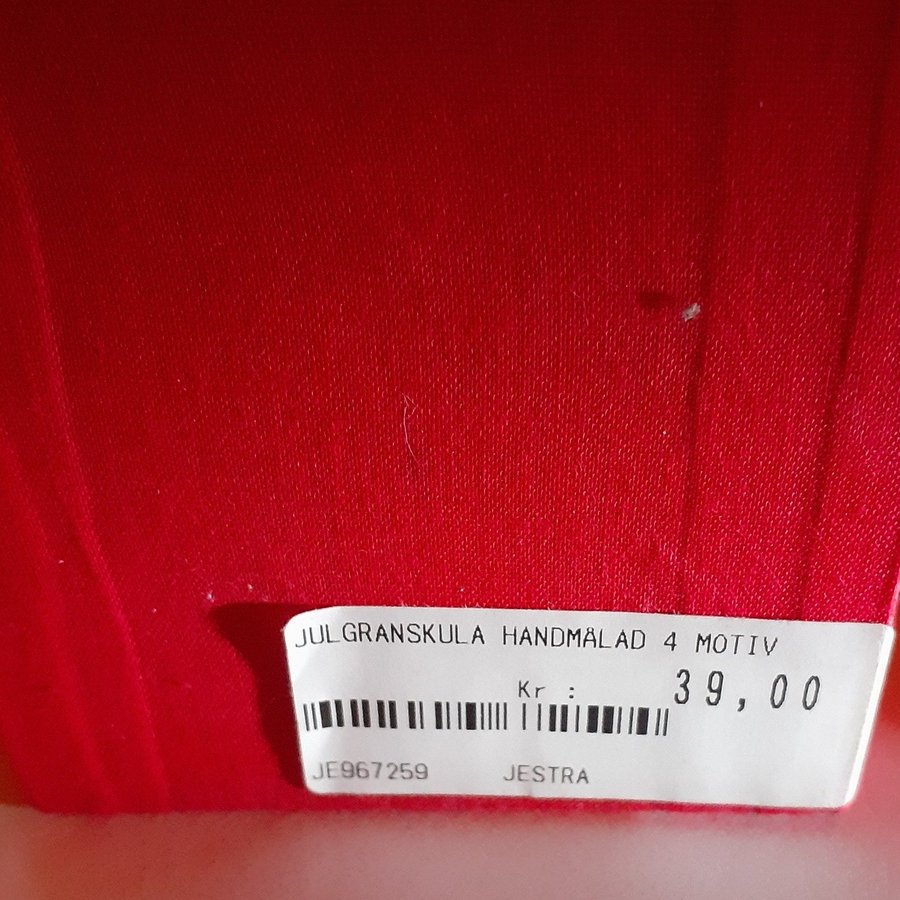 JULGRANSKULA HANDMÅLAD 4 MOTIV
Kr : 39,00
JE967259 JESTRA